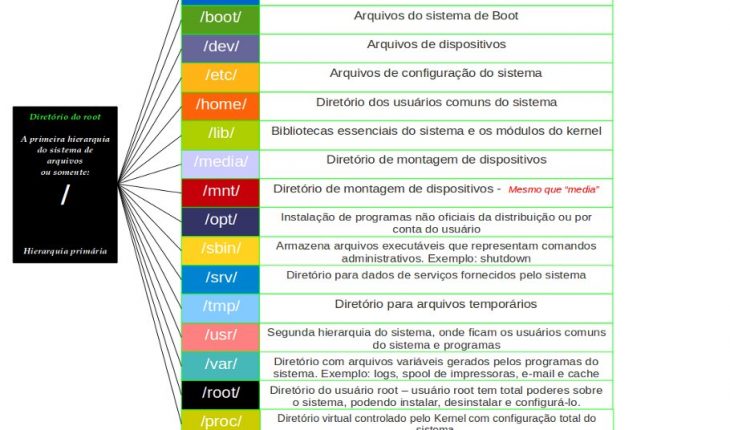 Diretório do root
A primeira hierarquia
do sistema de
arquivos
ou somente:
/
Hierarquia primária
/boot/
Arquivos do sistema de Boot
/dev/
Arquivos de dispositivos
/etc/
Arquivos de configuração do sistema
/home/
Diretório dos usuários comuns do sistema
/lib/
Bibliotecas essenciais do sistema e os módulos do kernel
/media/
Diretório de montagem de dispositivos
/mnt/
Diretório de montagem de dispositivos - Mesmo que "media"
/opt/
Instalação de programas não oficiais da distribuição ou por
conta do usuário
/sbin/
Armazena arquivos executáveis que representam comandos
administrativos. Exemplo: shutdown
/srv/
Diretório para dados de serviços fornecidos pelo sistema
/tmp/
Diretório para arquivos temporários
/usr/
Segunda hierarquia do sistema, onde ficam os usuários comuns
do sistema e programas
/var/
Diretório com arquivos variáveis gerados pelos programas do
sistema. Exemplo: logs, spool de impressoras, e-mail e cache
/root/
Diretório do usuário root – usuário root tem total poderes sobre
o sistema, podendo instalar, desinstalar e configurá-lo.
/proc/
Diretório virtual controlado pelo Kernel com configuração total do
sistema